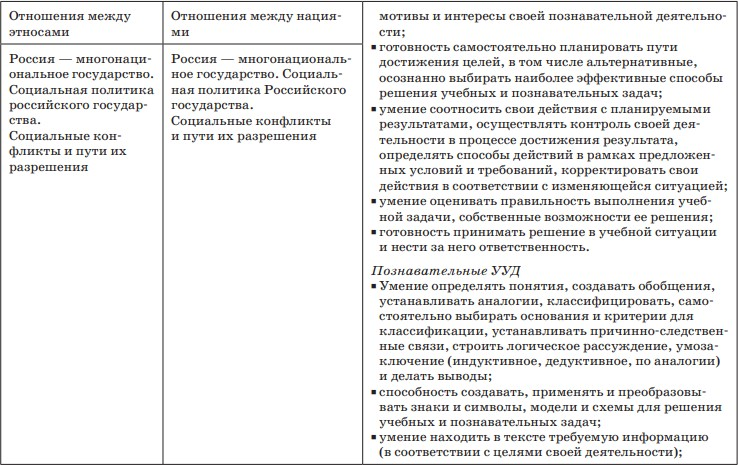 Отношения между
этносами
Россия — многонаци-
ональное государство.
Социальная политика
российского государ-
ства.
Социальные кон-
фликты и пути их
разрешения
Отношения между нация-
ми
Россия — многонациональ-
ное государство. Социаль-
ная политика Российского
государства.
Социальные конфликты
и пути их разрешения
мотивы и интересы своей познавательной деятельно-
сти;
▪ готовность самостоятельно планировать пути
достижения целей, в том числе альтернативные,
осознанно выбирать наиболее эффективные способы
решения учебных и познавательных задач;
▪ умение соотносить свои действия с планируемыми
результатами, осуществлять контроль своей дея-
тельности в процессе достижения результата,
определять способы действий в рамках предложен-
ных условий и требований, корректировать свои
действия в соответствии с изменяющейся ситуацией;
▪ умение оценивать правильность выполнения учеб-
ной задачи, собственные возможности ее решения;
▪ готовность принимать решение в учебной ситуации
и нести за него ответственность.
Познавательные УУД
▪ Умение определять понятия, создавать обобщения,
устанавливать аналогии, классифицировать, само-
стоятельно выбирать основания и критерии для
классификации, устанавливать причинно-следствен-
ные связи, строить логическое рассуждение, умоза-
ключение (индуктивное, дедуктивное, по аналогии)
и делать выводы;
▪ способность создавать, применять и преобразовы-
вать знаки и символы, модели и схемы для решения
учебных и познавательных задач;
▪ умение находить в тексте требуемую информацию
(в соответствии с целями своей деятельности);